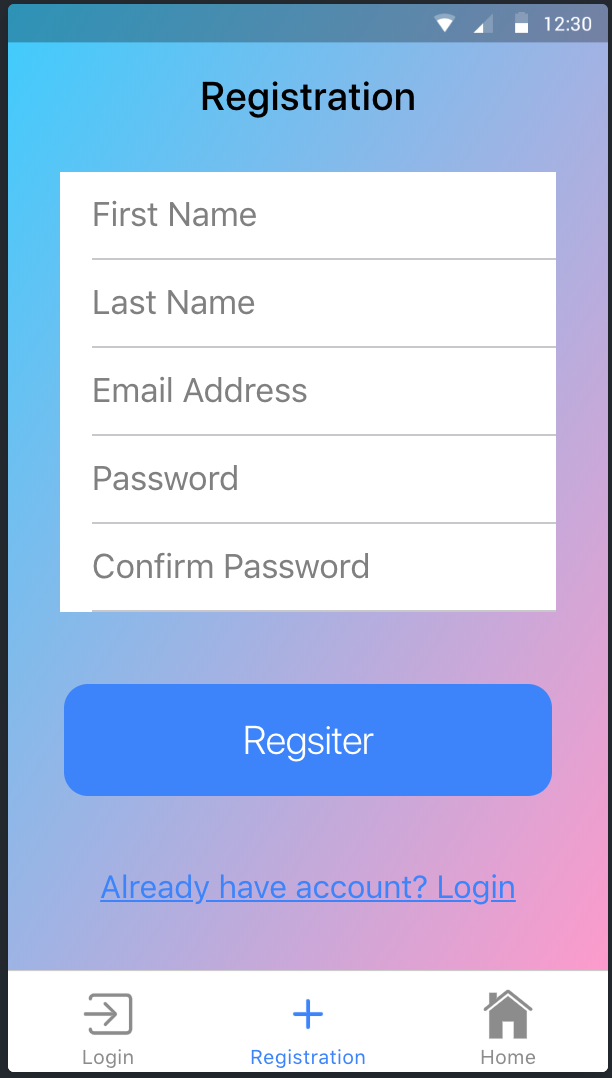 12:30
Registration
First Name
Last Name
Email Address
Password
Confirm Password
Regsiter
Already have account? Login
Login
Registration
Home